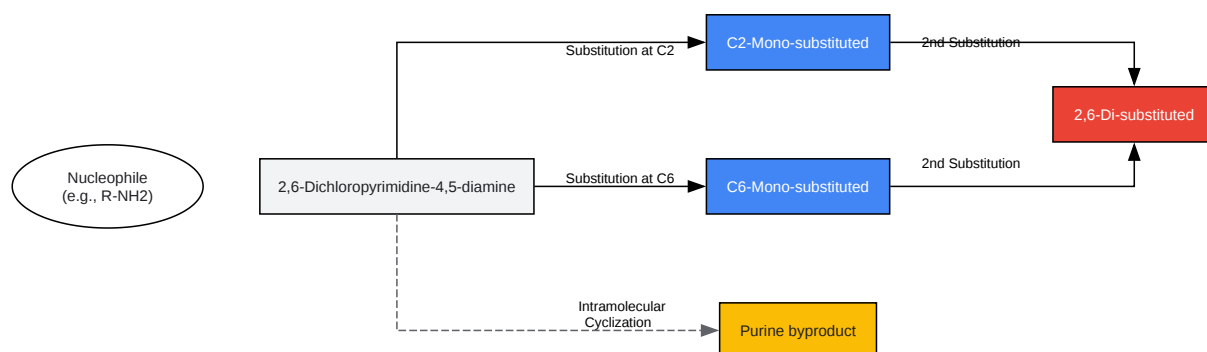 Substitution at C2
C2-Mono-substituted
2nd Substitution
2,6-Di-substituted
Nucleophile
(e.g., R-NH2)
2,6-Dichloropyrimidine-4,5-diamine
Substitution at C6
C6-Mono-substituted
2nd Substitution
Intramolecular
Cyclization
Purine byproduct